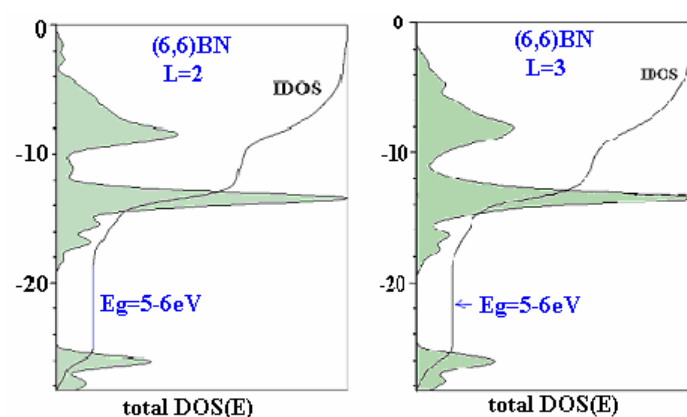 0
(6,6)BN
L=2
IDOS
-10
-20
Eg=5-6eV
total DOS(E)
0
(6,6)BN
L=3
IDOS
-10
-20
Eg=5-6eV
total DOS(E)